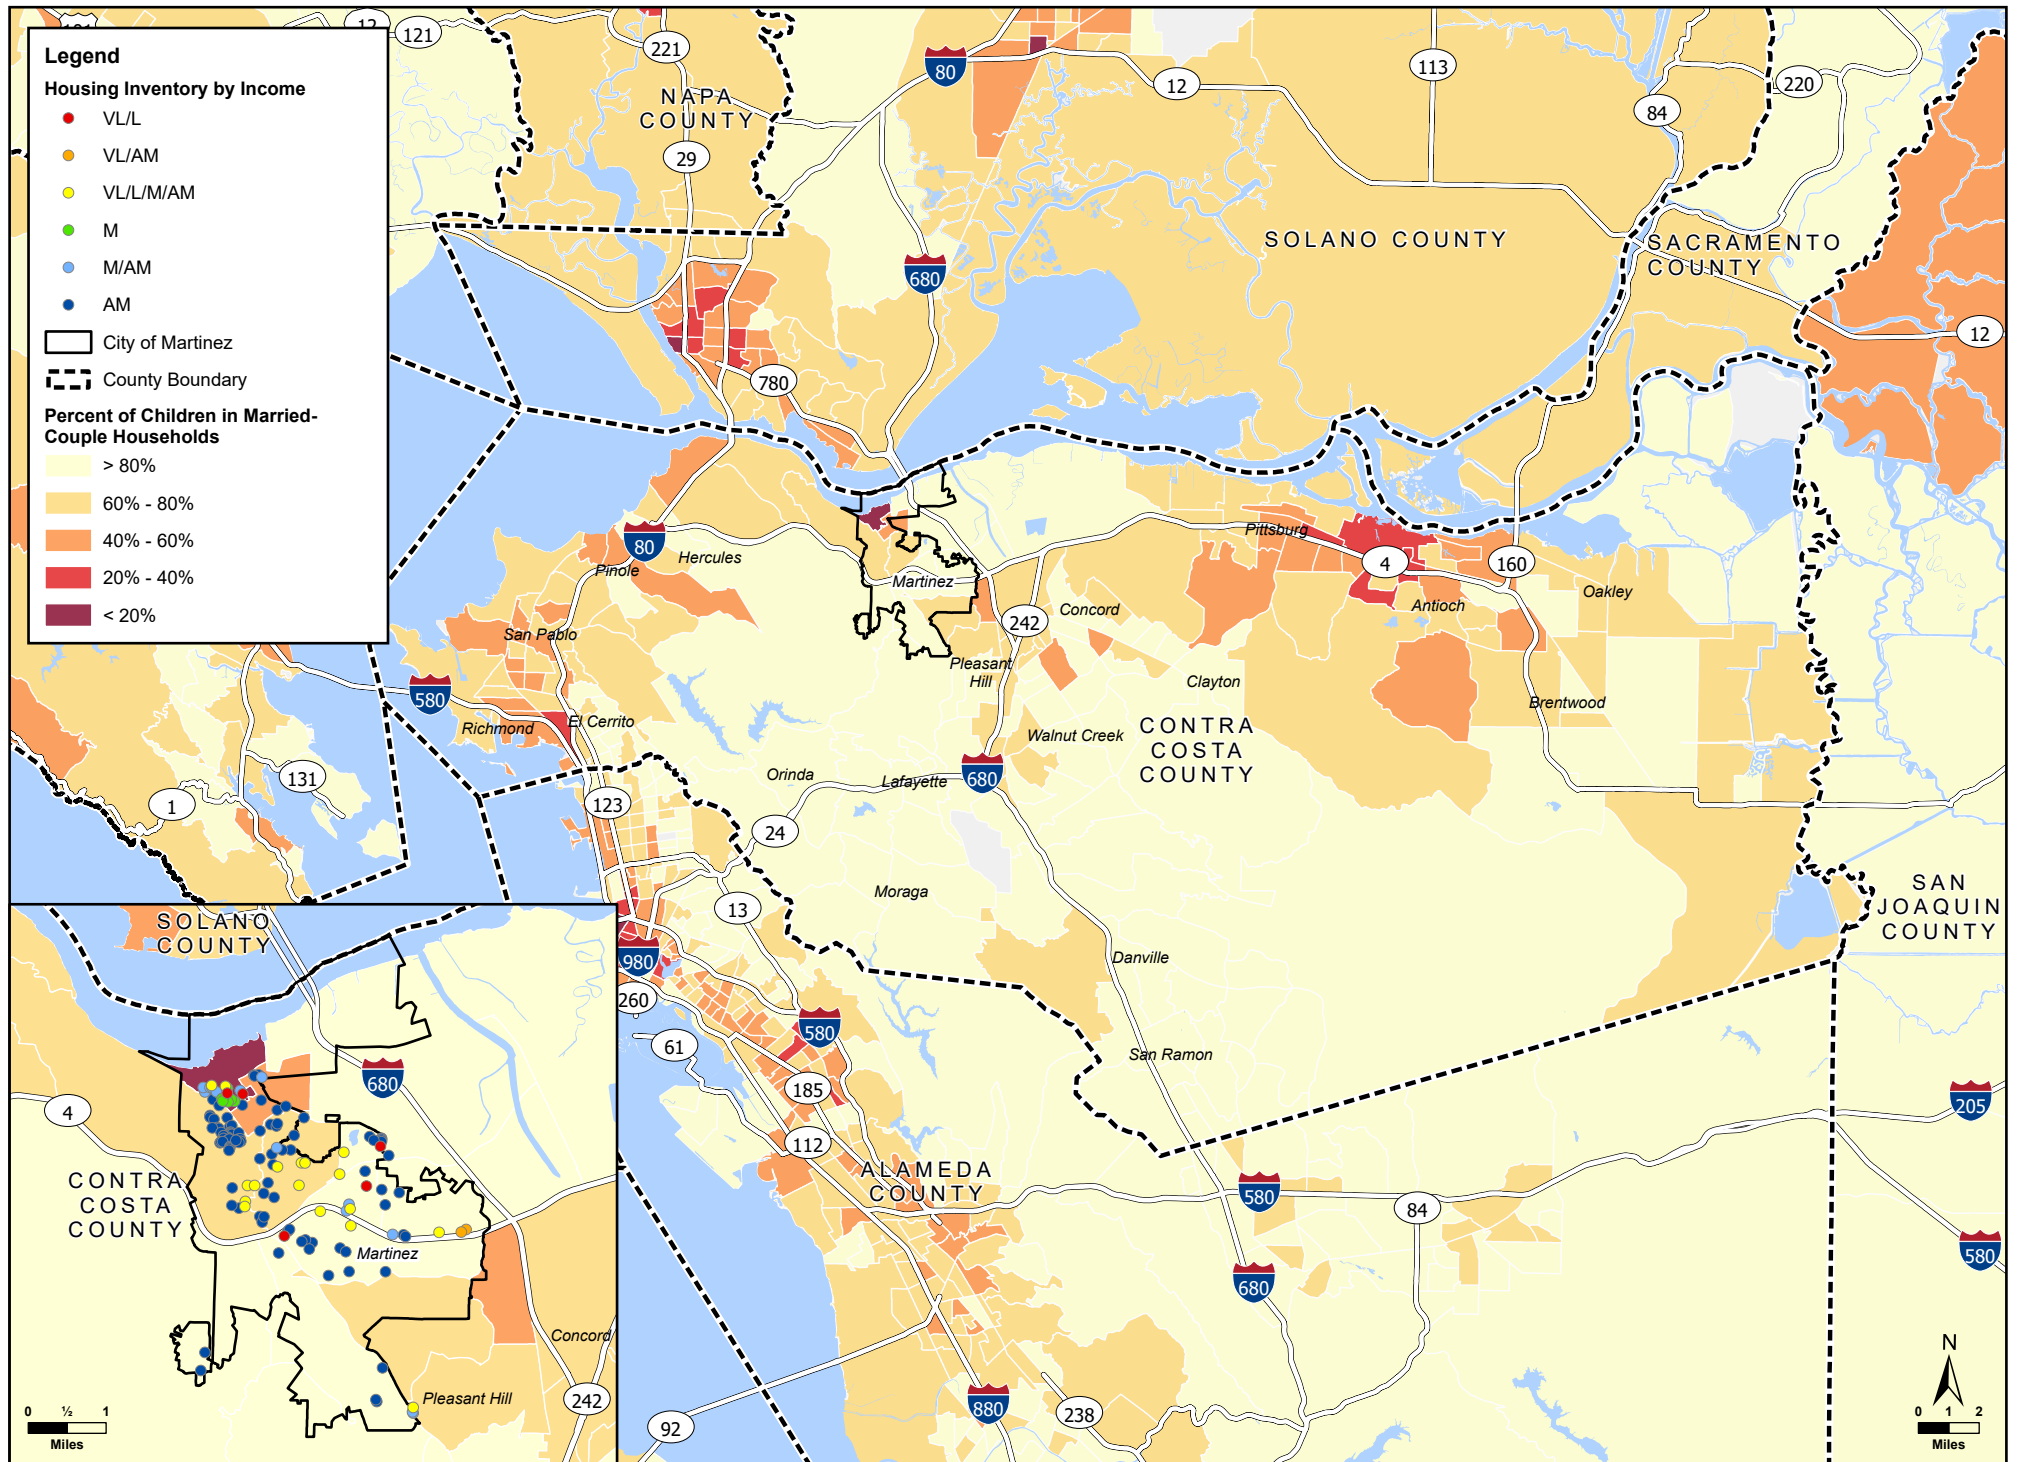 Legend
Housing Inventory by Income
VL/L
VL/AM
VL/L/M/AM
M
M/AM
AM
City of Martinez
County Boundary
Percent of Children in Married-
Couple Households
> 80%
60% - 80%
40% - 60%
20% - 40%
< 20%
12
121
221
80
12
113
84
220
NAPA
COUNTY
29
680
SOLANO COUNTY
SACRAMENTO
COUNTY
12
780
80
Hercules
Pinole
Martinez
Pittsburg
4
160
Antioch
Oakley
242
Concord
San Pablo
Pleasant
Hill
Clayton
580
Richmond
El Cerrito
Brentwood
Walnut Creek
CONTRA
COSTA
COUNTY
131
1
Orinda
Lafayette
680
123
24
Moraga
13
SAN
JOAQUIN
COUNTY
980
260
Danville
580
61
San Ramon
185
205
112
ALAMEDA
COUNTY
580
84
580
680
880
238
92
N
0 1 2
Miles
SOLANO
COUNTY
680
4
CONTRA
COSTA
COUNTY
Martinez
Concord
Pleasant Hill
242
0 ½ 1
Miles